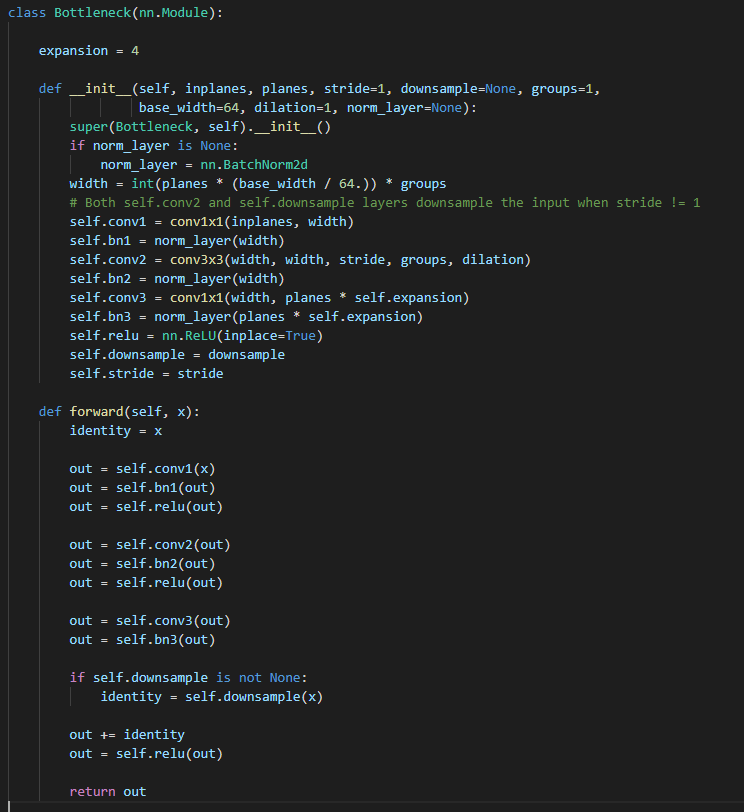 class Bottleneck(nn.Module):

    expansion = 4

    def __init__(self, inplanes, planes, stride=1, downsample=None, groups=1,
                 base_width=64, dilation=1, norm_layer=None):
        super(Bottleneck, self).__init__()
        if norm_layer is None:
            norm_layer = nn.BatchNorm2d
        width = int(planes * (base_width / 64.)) * groups
        # Both self.conv2 and self.downsample layers downsample the input when stride != 1
        self.conv1 = conv1x1(inplanes, width)
        self.bn1 = norm_layer(width)
        self.conv2 = conv3x3(width, width, stride, groups, dilation)
        self.bn2 = norm_layer(width)
        self.conv3 = conv1x1(width, planes * self.expansion)
        self.bn3 = norm_layer(planes * self.expansion)
        self.relu = nn.ReLU(inplace=True)
        self.downsample = downsample
        self.stride = stride

    def forward(self, x):
        identity = x

        out = self.conv1(x)
        out = self.bn1(out)
        out = self.relu(out)

        out = self.conv2(out)
        out = self.bn2(out)
        out = self.relu(out)

        out = self.conv3(out)
        out = self.bn3(out)

        if self.downsample is not None:
            identity = self.downsample(x)

        out += identity
        out = self.relu(out)

        return out